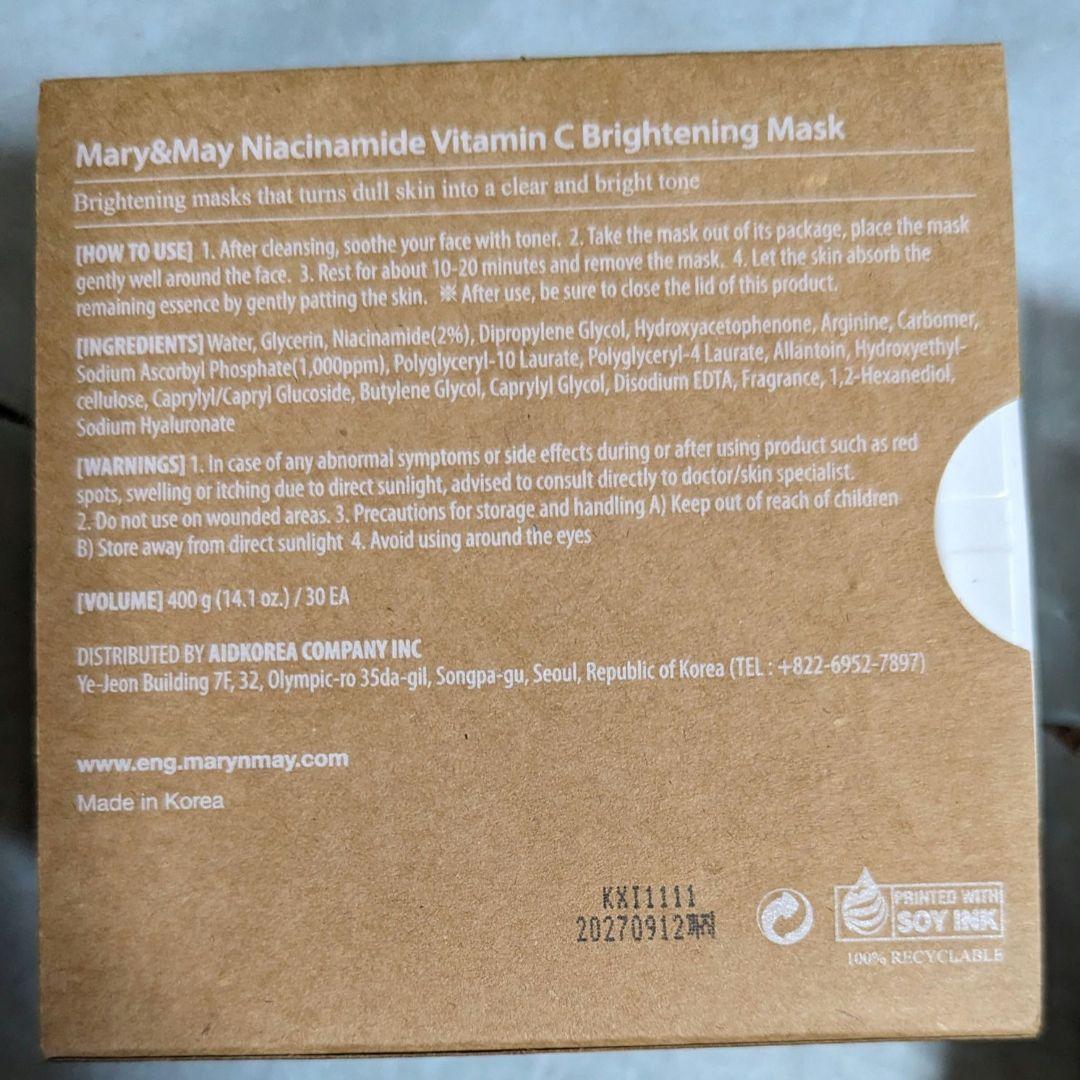 Mary&May Niacinamide Vitamin C Brightening Mask
Brightening masks that turns dull skin into a clear and bright tone
[HOW TO USE] 1. After cleansing, soothe your face with toner. 2. Take the mask out of its package, place the mask
gently well around the face. 3. Rest for about 10-20 minutes and remove the mask. 4. Let the skin absorb the
remaining essence by gently patting the skin. ※ After use, be sure to close the lid of this product.
[INGREDIENTS] Water, Glycerin, Niacinamide(2%), Dipropylene Glycol, Hydroxyacetophenone, Arginine, Carbomer,
Sodium Ascorbyl Phosphate(1,000ppm), Polyglyceryl-10 Laurate, Polyglyceryl-4 Laurate, Allantoin, Hydroxyethyl-
cellulose, Caprylyl/Capryl Glucoside, Butylene Glycol, Caprylyl Glycol, Disodium EDTA, Fragrance, 1,2-Hexanediol,
Sodium Hyaluronate
[WARNINGS] 1. In case of any abnormal symptoms or side effects during or after using product such as red
spots, swelling or itching due to direct sunlight, advised to consult directly to doctor/skin specialist.
2. Do not use on wounded areas. 3. Precautions for storage and handling A) Keep out of reach of children
B) Store away from direct sunlight 4. Avoid using around the eyes
[VOLUME] 400 g (14.1 oz.) / 30 EA
DISTRIBUTED BY AIDKOREA COMPANY INC
Ye-Jeon Building 7F, 32, Olympic-ro 35da-gil, Songpa-gu, Seoul, Republic of Korea (TEL : +822-6952-7897)
www.eng.marynmay.com
Made in Korea
KXI1111
20270912까지
PRINTED WITH
SOY INK
100% RECYCLABLE